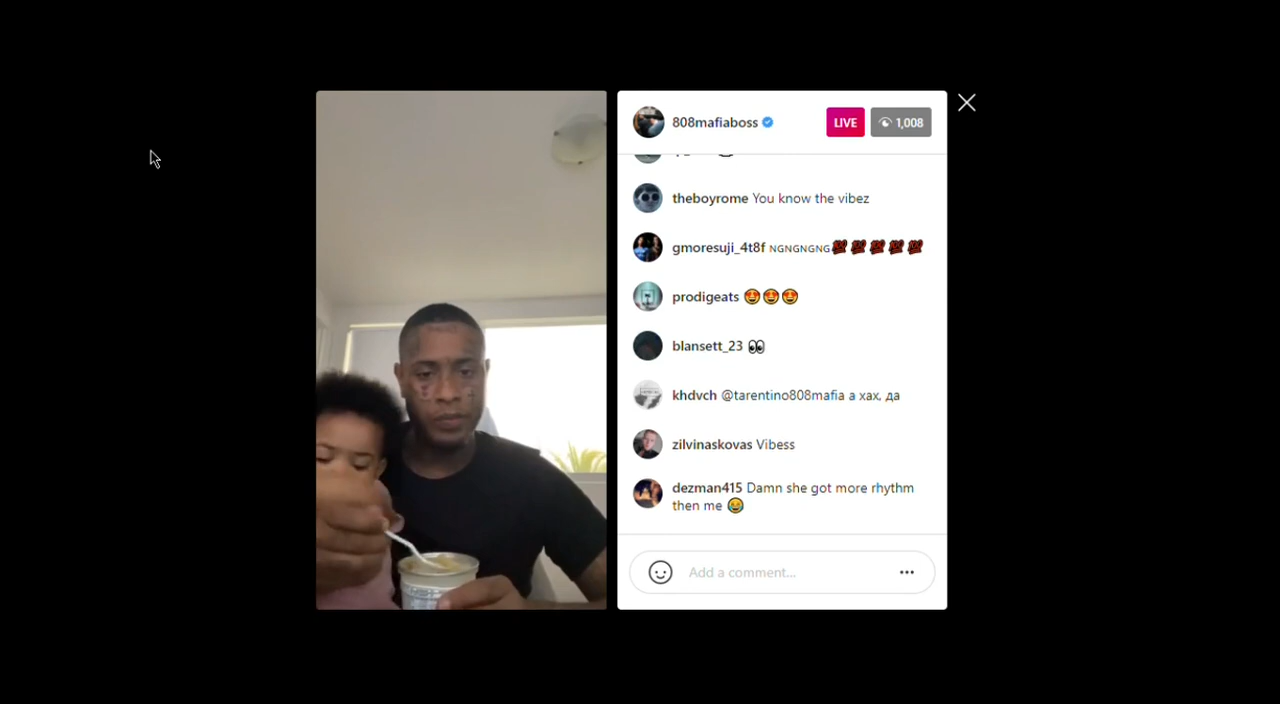 808mafiaboss
LIVE
1,008
theboyrome You know the vibez
gmoresuji_4t8f ɴɢɴɢɴɢɴɢ💯💯💯💯💯
prodigeats 🤩🤩🤩
blansett_23 👀
khdvch @tarentino808mafia а хах, да
zilvinaskovas Vibess
dezman415 Damn she got more rhythm
then me 😂
Add a comment...